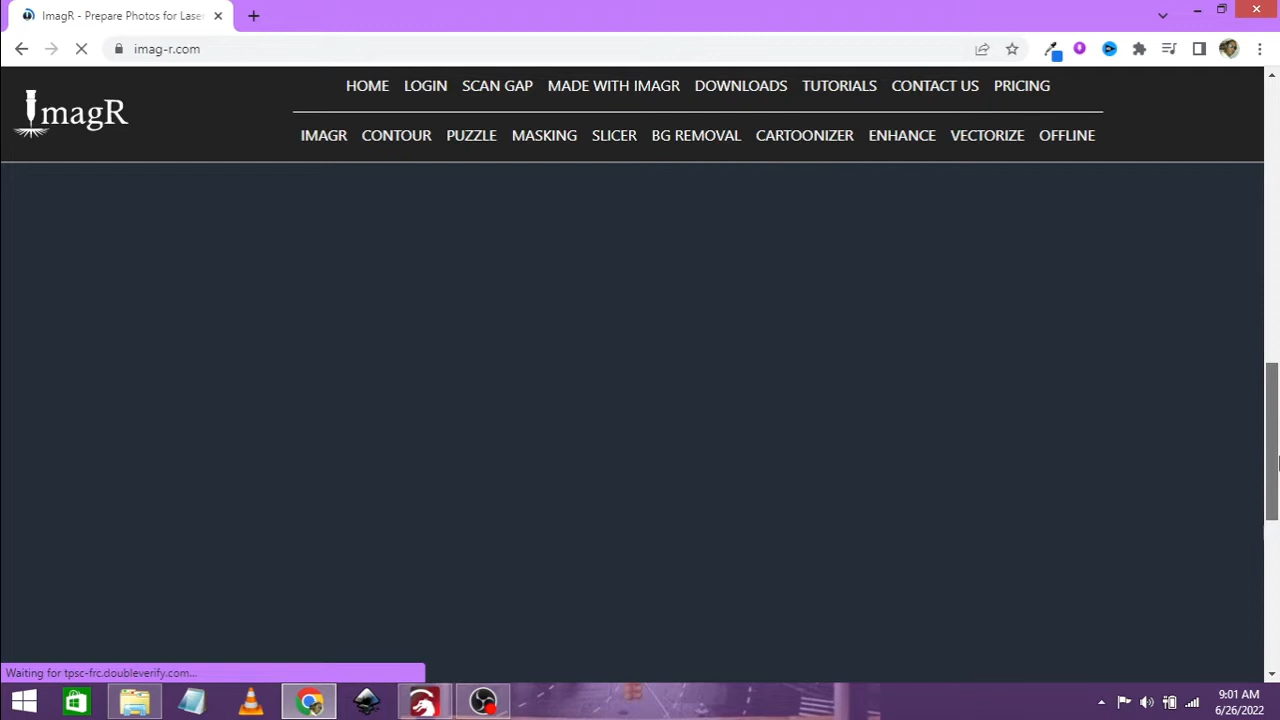 ImagR - Prepare Photos for Lase
imag-r.com
HOME LOGIN SCAN GAP MADE WITH IMAGR DOWNLOADS TUTORIALS CONTACT US PRICING
ImagR
IMAGR CONTOUR PUZZLE MASKING SLICER BG REMOVAL CARTOONIZER ENHANCE VECTORIZE OFFLINE
Waiting for tpsc-frc.doubleverify.com...
9:01 AM
6/26/2022